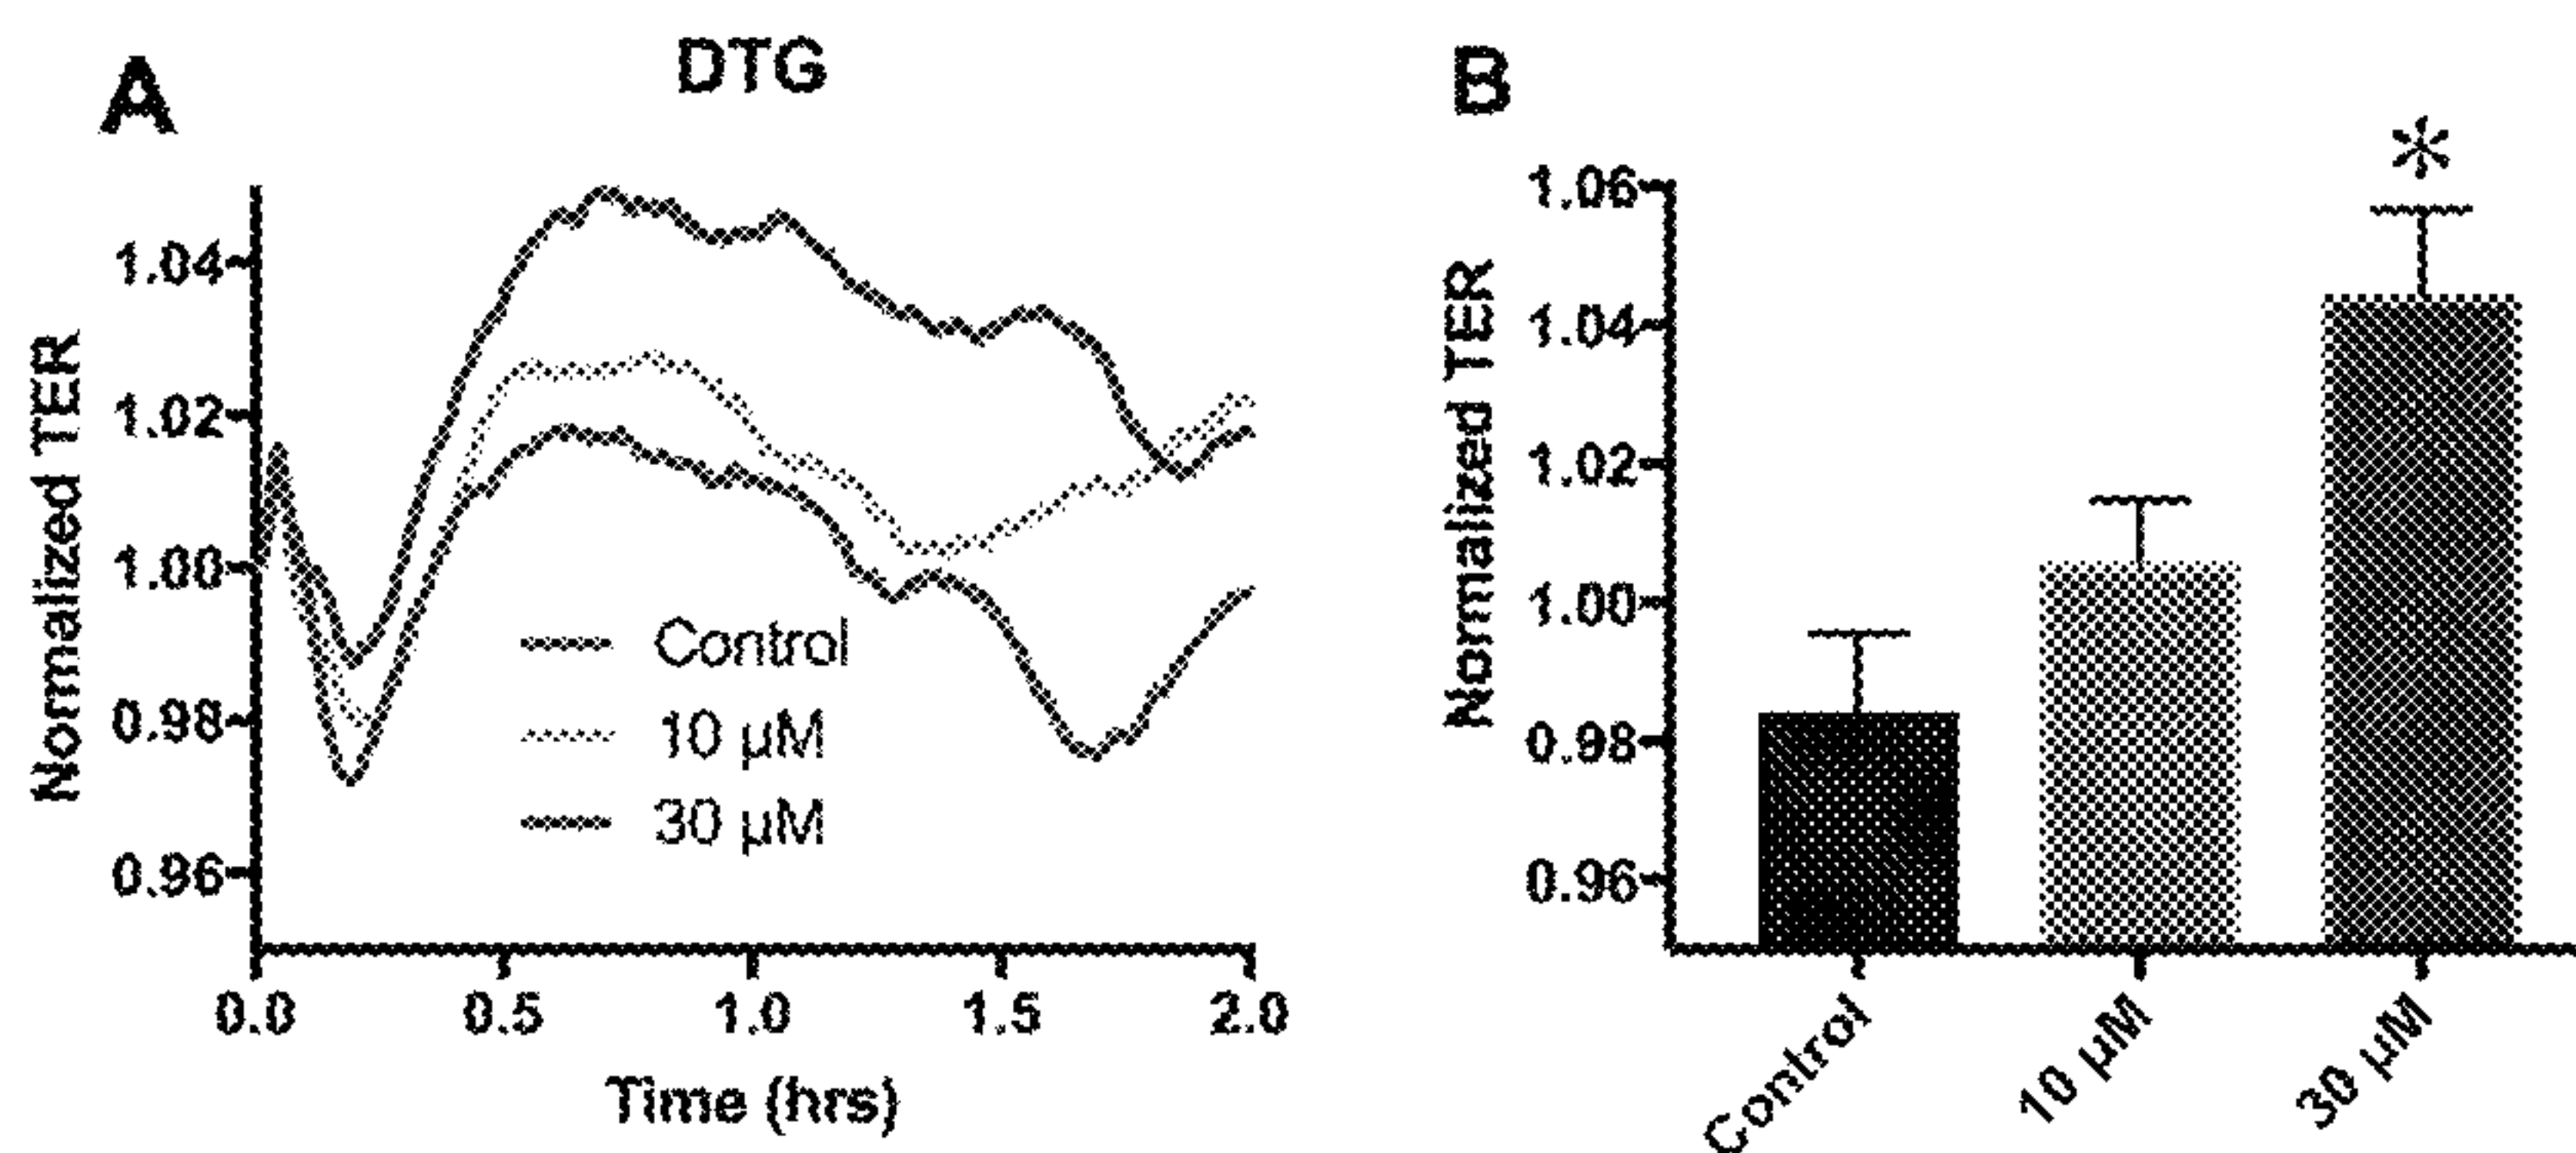 A
DTG
Normalized TER
1.04
1.02
1.00
0.98
0.96
Control
10 µM
30 µM
0.0
0.5
1.0
1.5
2.0
Time (hrs)
B
*
Normalized TER
1.06
1.04
1.02
1.00
0.98
0.96
Control
10 µM
30 µM